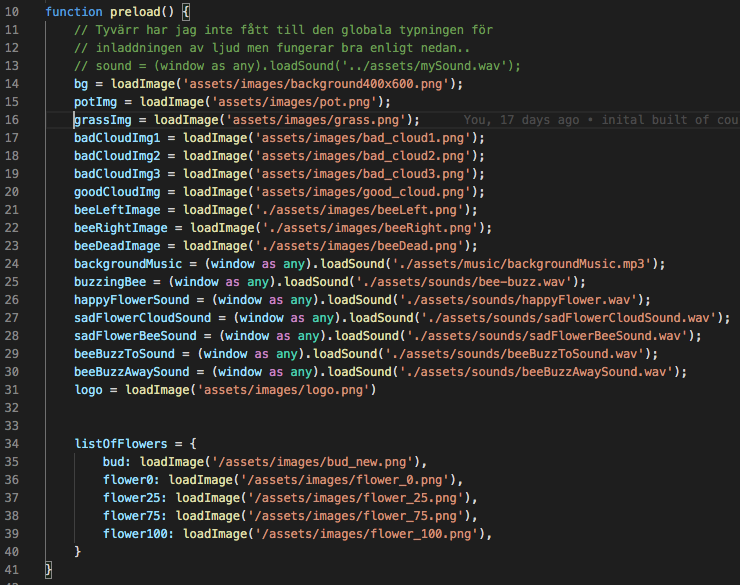 10 function preload() {
11 // Tyvärr har jag inte fått till den globala typningen för
12 // inladdningen av ljud men fungerar bra enligt nedan..
13 // sound = (window as any).loadSound('../assets/mySound.wav');
14 bg = loadImage('assets/images/background400x600.png');
15 potImg = loadImage('assets/images/pot.png');
16 grassImg = loadImage('assets/images/grass.png'); You, 17 days ago • inital built of cou
17 badCloudImg1 = loadImage('assets/images/bad_cloud1.png');
18 badCloudImg2 = loadImage('assets/images/bad_cloud2.png');
19 badCloudImg3 = loadImage('assets/images/bad_cloud3.png');
20 goodCloudImg = loadImage('assets/images/good_cloud.png');
21 beeLeftImage = loadImage('./assets/images/beeLeft.png');
22 beeRightImage = loadImage('./assets/images/beeRight.png');
23 beeDeadImage = loadImage('./assets/images/beeDead.png');
24 backgroundMusic = (window as any).loadSound('./assets/music/backgroundMusic.mp3');
25 buzzingBee = (window as any).loadSound('./assets/sounds/bee-buzz.wav');
26 happyFlowerSound = (window as any).loadSound('./assets/sounds/happyFlower.wav');
27 sadFlowerCloudSound = (window as any).loadSound('./assets/sounds/sadFlowerCloudSound.wav');
28 sadFlowerBeeSound = (window as any).loadSound('./assets/sounds/sadFlowerBeeSound.wav');
29 beeBuzzToSound = (window as any).loadSound('./assets/sounds/beeBuzzToSound.wav');
30 beeBuzzAwaySound = (window as any).loadSound('./assets/sounds/beeBuzzAwaySound.wav');
31 logo = loadImage('assets/images/logo.png')
32
33
34 listOfFlowers = {
35 bud: loadImage('/assets/images/bud_new.png'),
36 flower0: loadImage('/assets/images/flower_0.png'),
37 flower25: loadImage('/assets/images/flower_25.png'),
38 flower75: loadImage('/assets/images/flower_75.png'),
39 flower100: loadImage('/assets/images/flower_100.png'),
40 }
41 }